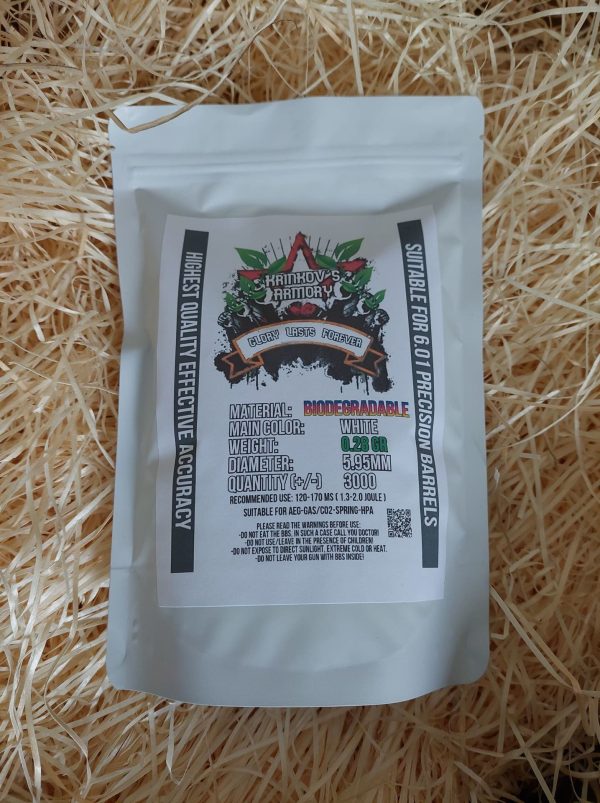 KRINKOV'S
ARMORY
GLORY LASTS FOREVER
HIGHEST QUALITY EFFECTIVE ACCURACY
SUITABLE FOR 6.01 PRECISION BARRELS
MATERIAL: BIODEGRADABLE
MAIN COLOR: WHITE
WEIGHT: 0.28 GR
DIAMETER: 5.95MM
QUANTITY (+/-) 3000
RECOMMENDED USE: 120-170 MS ( 1.3-2.0 JOULE )
SUITABLE FOR AEG-GAS/CO2-SPRING-HPA
PLEASE READ THE WARNINGS BEFORE USE:
-DO NOT EAT THE BBS. IN SUCH A CASE CALL YOU DOCTOR!
-DO NOT USE/LEAVE IN THE PRESENCE OF CHILDREN!
-DO NOT EXPOSE TO DIRECT SUNLIGHT, EXTREME COLD OR HEAT.
-DO NOT LEAVE YOUR GUN WITH BBS INSIDE!